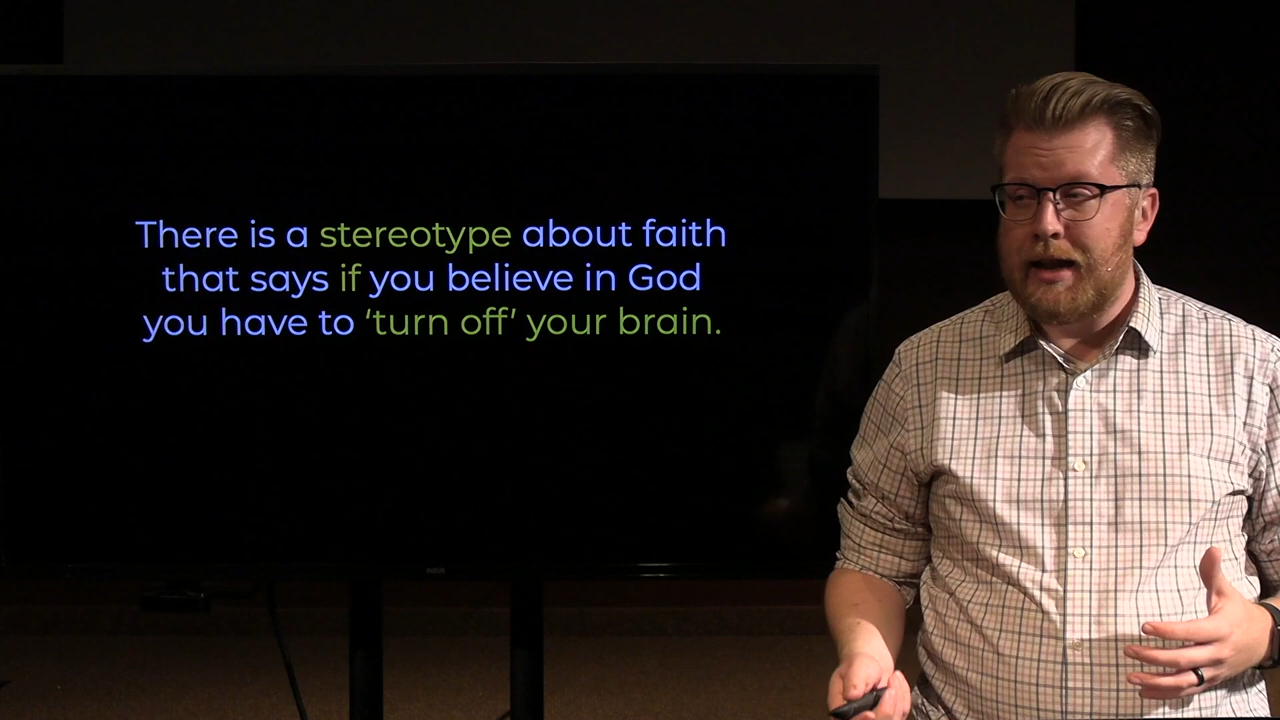 There is a stereotype about faith
that says if you believe in God
you have to ‘turn off’ your brain.
RCA